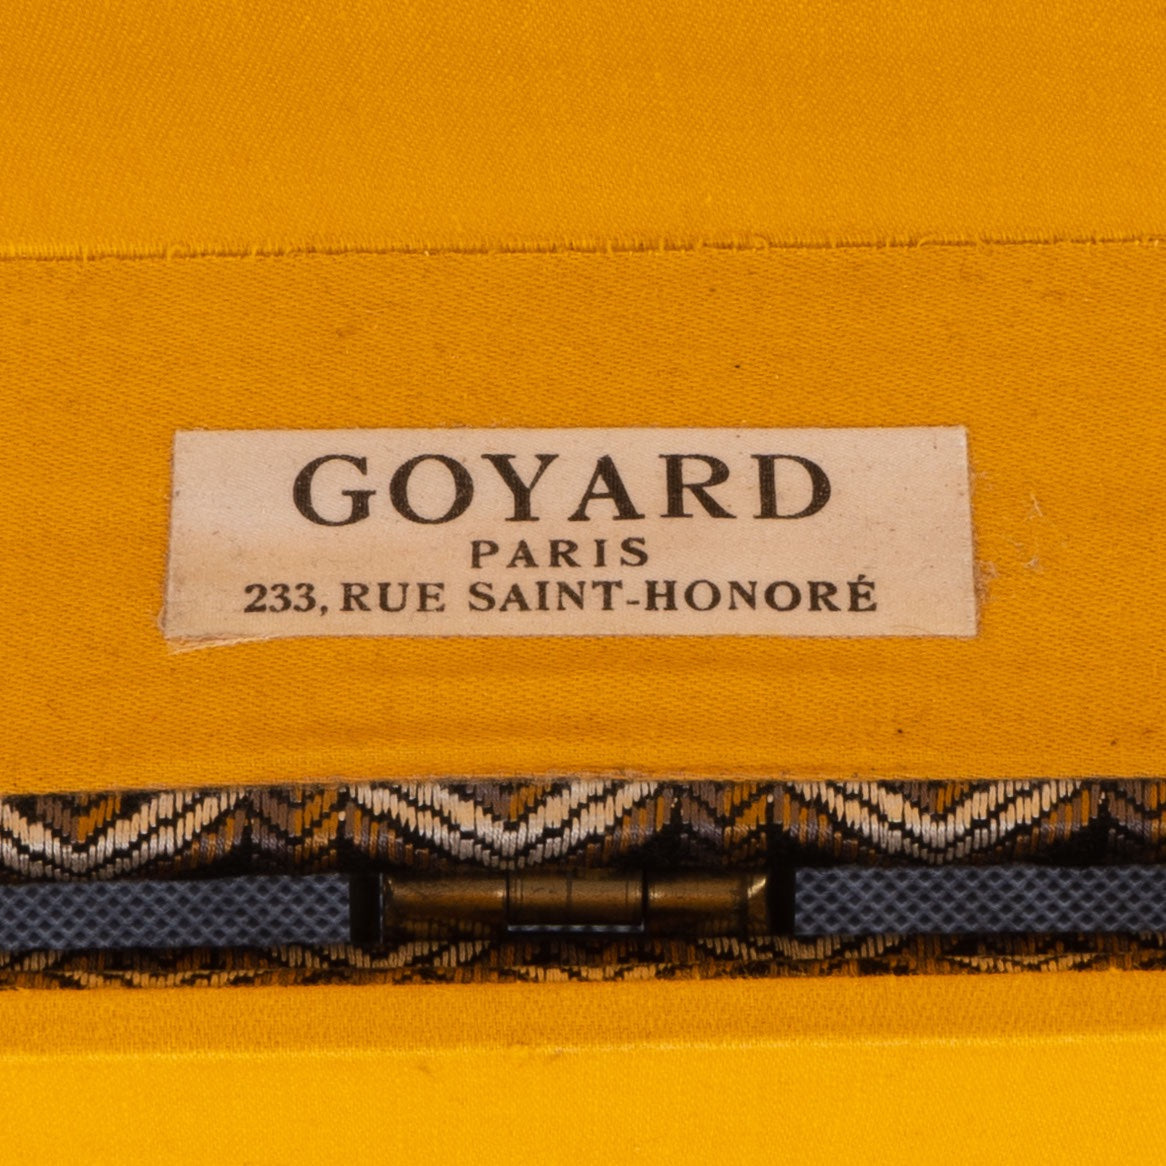 GOYARD
PARIS
233, RUE SAINT-HONORÉ